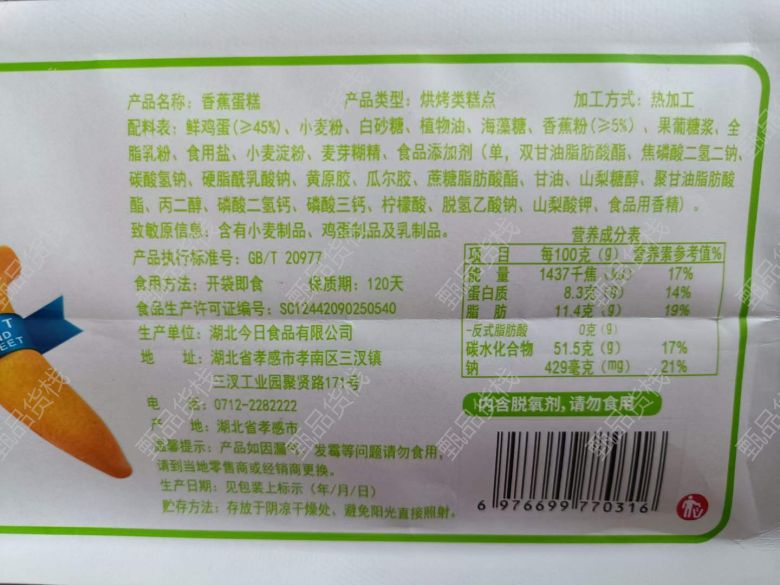 产品名称：香蕉蛋糕 产品类型：烘烤类糕点 加工方式：热加工
配料表：鲜鸡蛋(≥45%)、小麦粉、白砂糖、植物油、海藻糖、香蕉粉(≥5%)、果葡糖浆、全
脂乳粉、食用盐、小麦淀粉、麦芽糊精、食品添加剂（单，双甘油脂肪酸酯、焦磷酸二氢二钠、
碳酸氢钠、硬脂酰乳酸钠、黄原胶、瓜尔胶、蔗糖脂肪酸酯、甘油、山梨糖醇、聚甘油脂肪酸
酯、丙二醇、磷酸二氢钙、磷酸三钙、柠檬酸、脱氢乙酸钠、山梨酸钾、食品用香精）。
致敏原信息：含有小麦制品、鸡蛋制品及乳制品。
产品执行标准号：GB/T 20977
食用方法：开袋即食 保质期：120天
食品生产许可证编号：SC12442090250540
生产单位：湖北今日食品有限公司
地 址：湖北省孝感市孝南区三汊镇
三汊工业园聚贤路171号
电 话：0712-2282222
产 地：湖北省孝感市
温馨提示：产品如因漏气、发霉等问题请勿食用，
请到当地零售商或经销商更换。
生产日期：见包装上标示（年/月/日）
贮存方法：存放于阴凉干燥处、避免阳光直接照射。
营养成分表
项 目 每100克（g） 营养素参考值%
能 量 1437千焦（kJ） 17%
蛋白质 8.3克（g） 14%
脂 肪 11.4克（g） 19%
-反式脂肪酸 0克（g）
碳水化合物 51.5克（g） 17%
钠 429毫克（mg） 21%
内含脱氧剂，请勿食用
6 976699 770316
甄品货栈